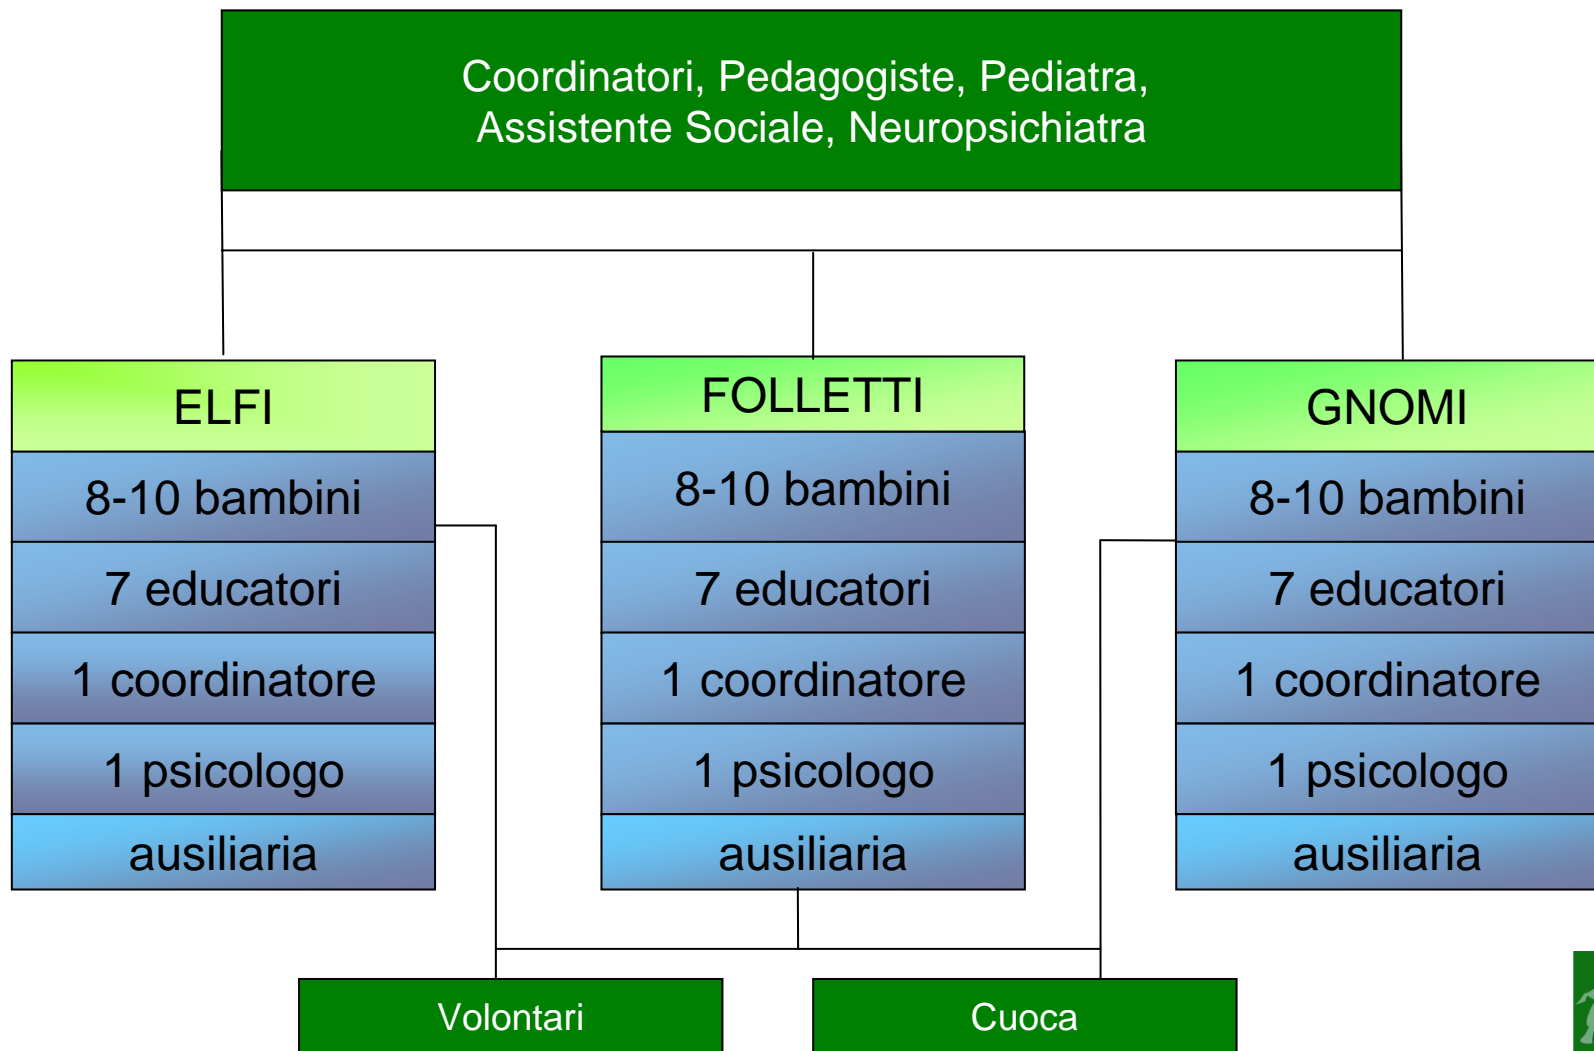 Coordinatori, Pedagogiste, Pediatra,
Assistente Sociale, Neuropsichiatra
ELFI
8-10 bambini
7 educatori
1 coordinatore
1 psicologo
ausiliaria
FOLLETTI
8-10 bambini
7 educatori
1 coordinatore
1 psicologo
ausiliaria
GNOMI
8-10 bambini
7 educatori
1 coordinatore
1 psicologo
ausiliaria
Volontari
Cuoca